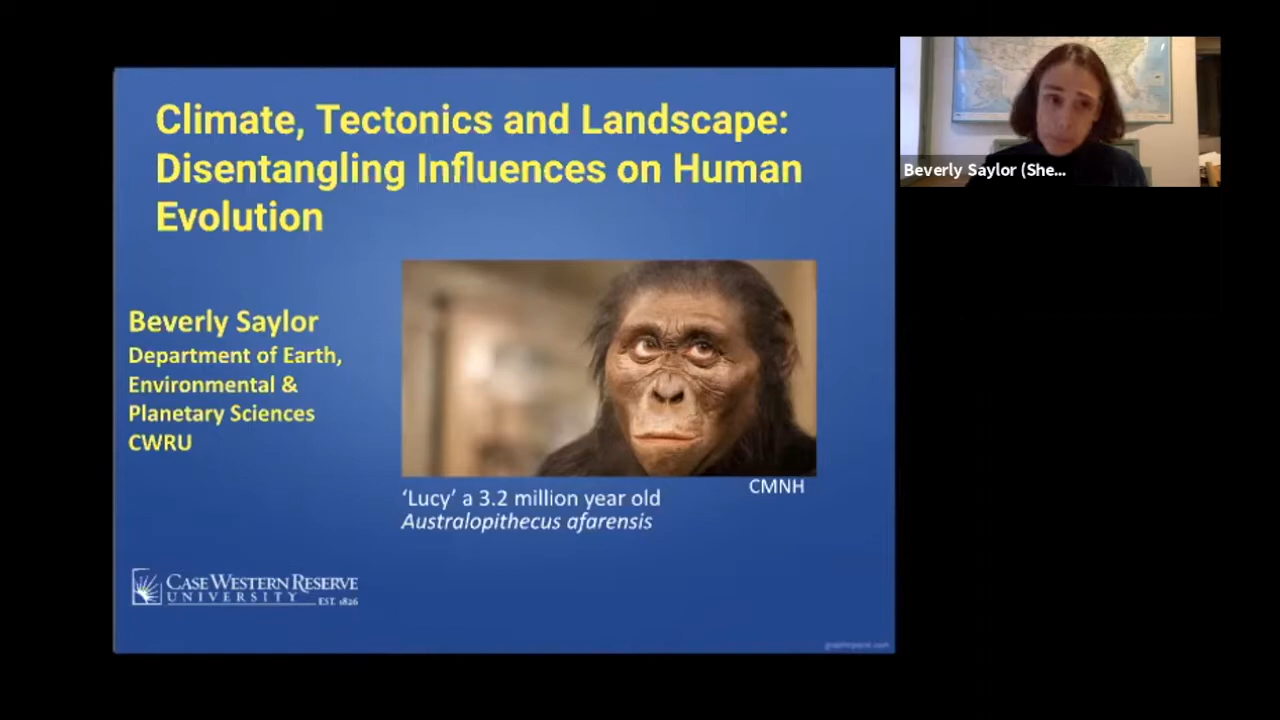 Climate, Tectonics and Landscape:
Disentangling Influences on Human
Evolution
Beverly Saylor
Department of Earth,
Environmental &
Planetary Sciences
CWRU
CMNH
‘Lucy’ a 3.2 million year old
Australopithecus afarensis
CASE WESTERN RESERVE
UNIVERSITY
EST. 1826
Beverly Saylor (She...